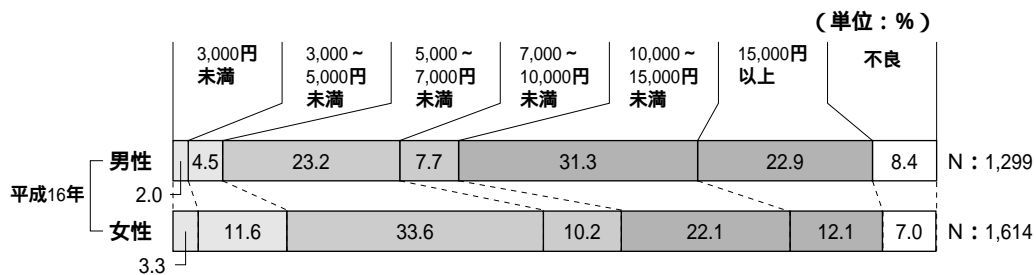 (単位:%)
3,000円
未満
3,000~
5,000円
未満
5,000~
7,000円
未満
7,000~
10,000円
未満
10,000~
15,000円
未満
15,000円
以上
不良
平成16年
男性 4.5 23.2 7.7 31.3 22.9 8.4 N:1,299
2.0
女性 11.6 33.6 10.2 22.1 12.1 7.0 N:1,614
3.3